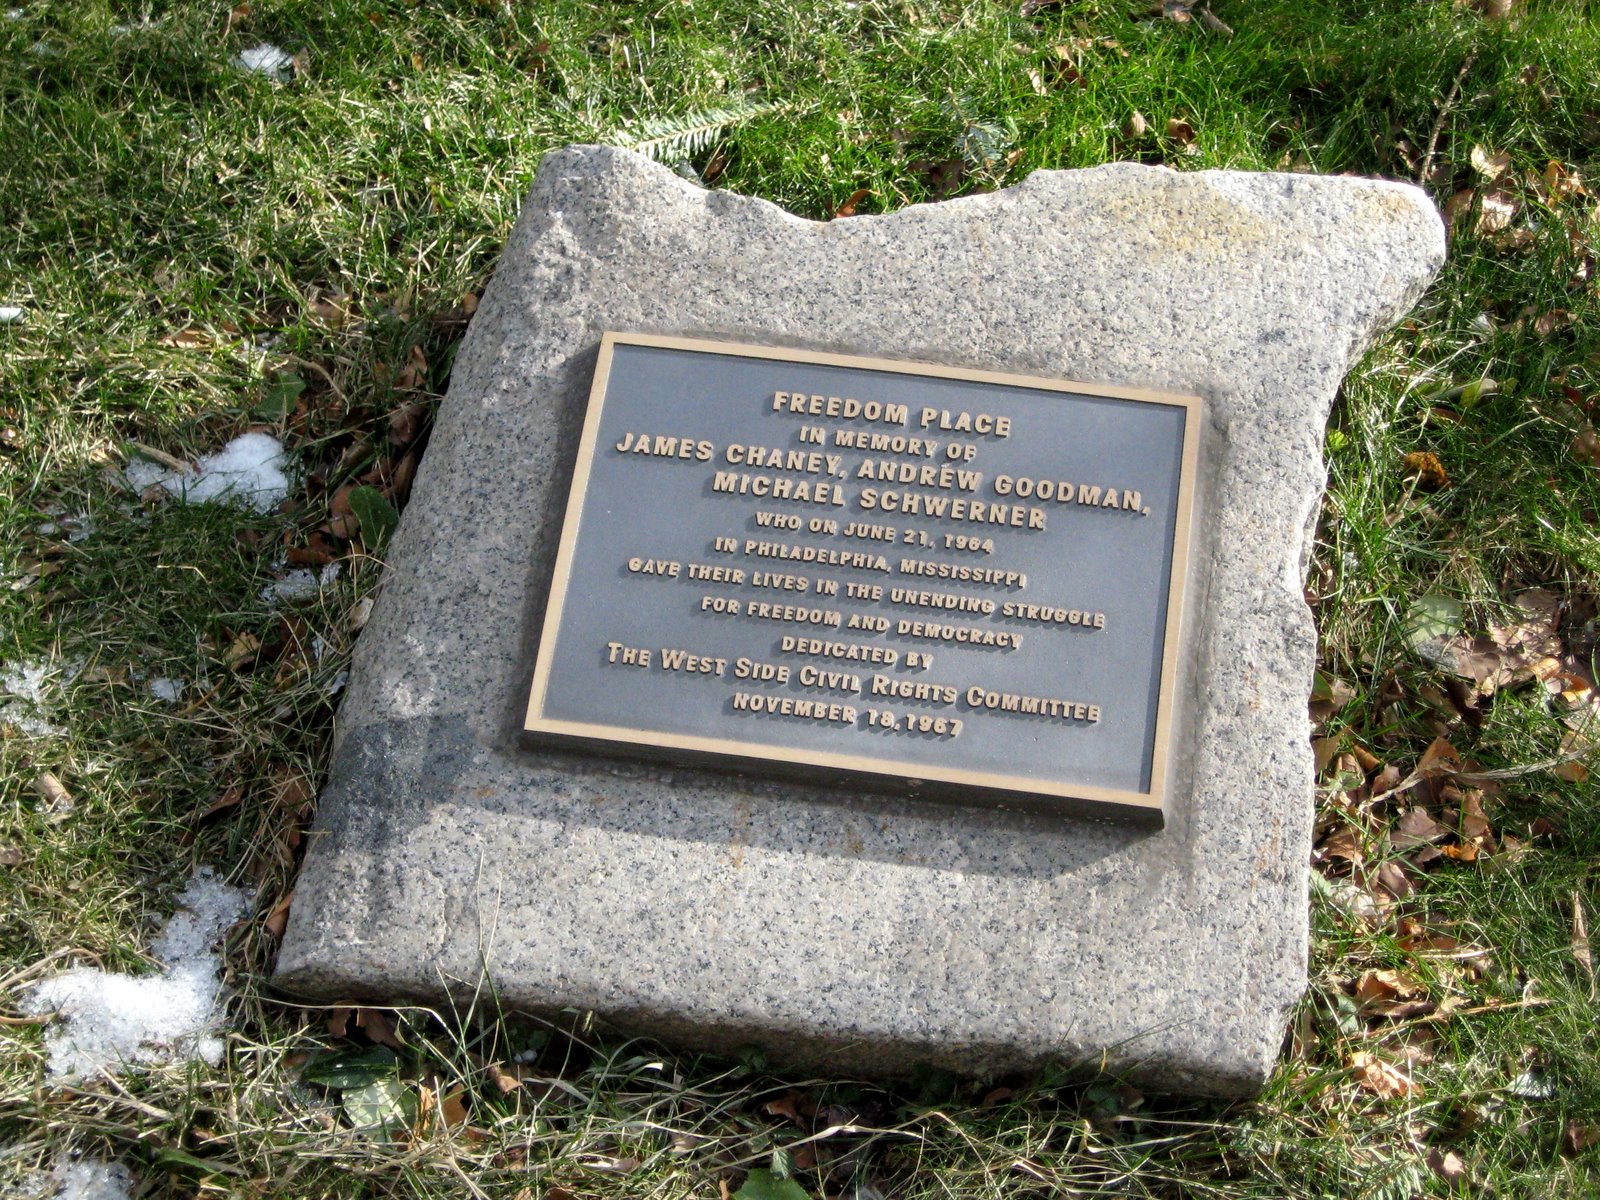 FREEDOM PLACE
IN MEMORY OF
JAMES CHANEY, ANDREW GOODMAN,
MICHAEL SCHWERNER
WHO ON JUNE 21, 1964
IN PHILADELPHIA, MISSISSIPPI
GAVE THEIR LIVES IN THE UNENDING STRUGGLE
FOR FREEDOM AND DEMOCRACY
DEDICATED BY
THE WEST SIDE CIVIL RIGHTS COMMITTEE
NOVEMBER 18, 1967